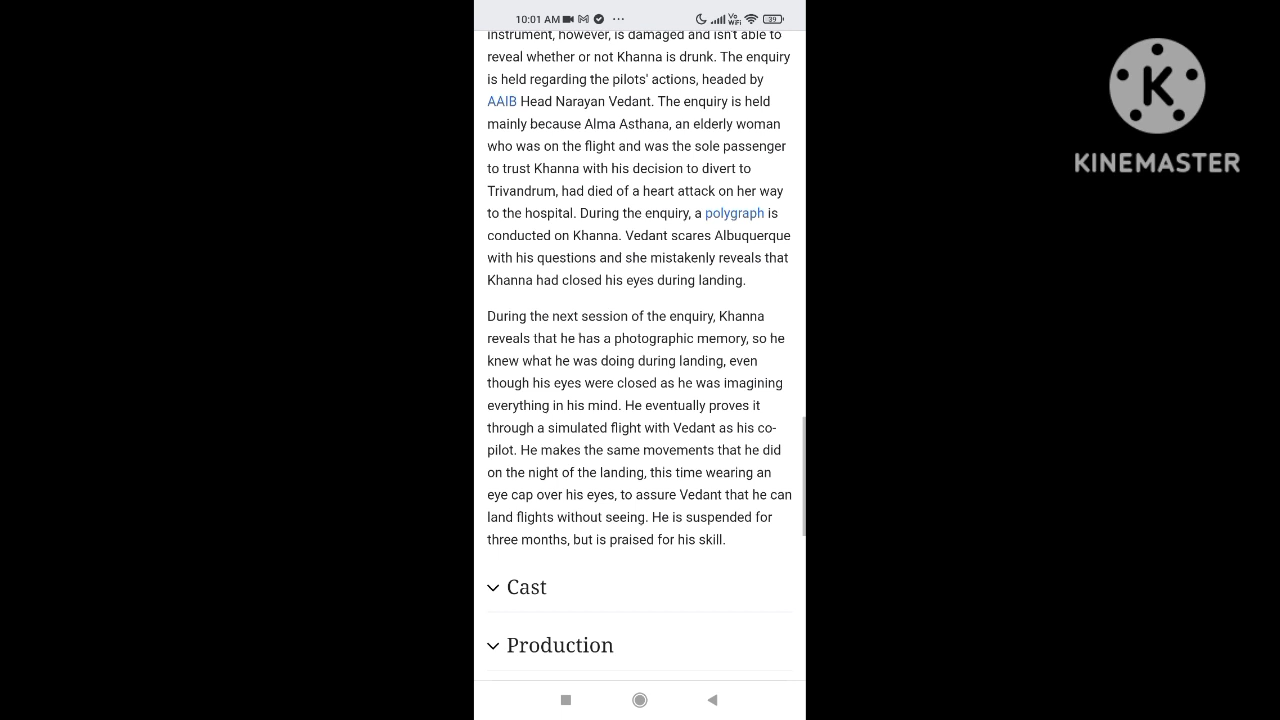 10:01 AM
Vo
WiFi
39
instrument, however, is damaged and isn't able to
reveal whether or not Khanna is drunk. The enquiry
is held regarding the pilots' actions, headed by
AAIB Head Narayan Vedant. The enquiry is held
mainly because Alma Asthana, an elderly woman
who was on the flight and was the sole passenger
to trust Khanna with his decision to divert to
Trivandrum, had died of a heart attack on her way
to the hospital. During the enquiry, a polygraph is
conducted on Khanna. Vedant scares Albuquerque
with his questions and she mistakenly reveals that
Khanna had closed his eyes during landing.
During the next session of the enquiry, Khanna
reveals that he has a photographic memory, so he
knew what he was doing during landing, even
though his eyes were closed as he was imagining
everything in his mind. He eventually proves it
through a simulated flight with Vedant as his co-
pilot. He makes the same movements that he did
on the night of the landing, this time wearing an
eye cap over his eyes, to assure Vedant that he can
land flights without seeing. He is suspended for
three months, but is praised for his skill.
Cast
Production
K
KINEMASTER